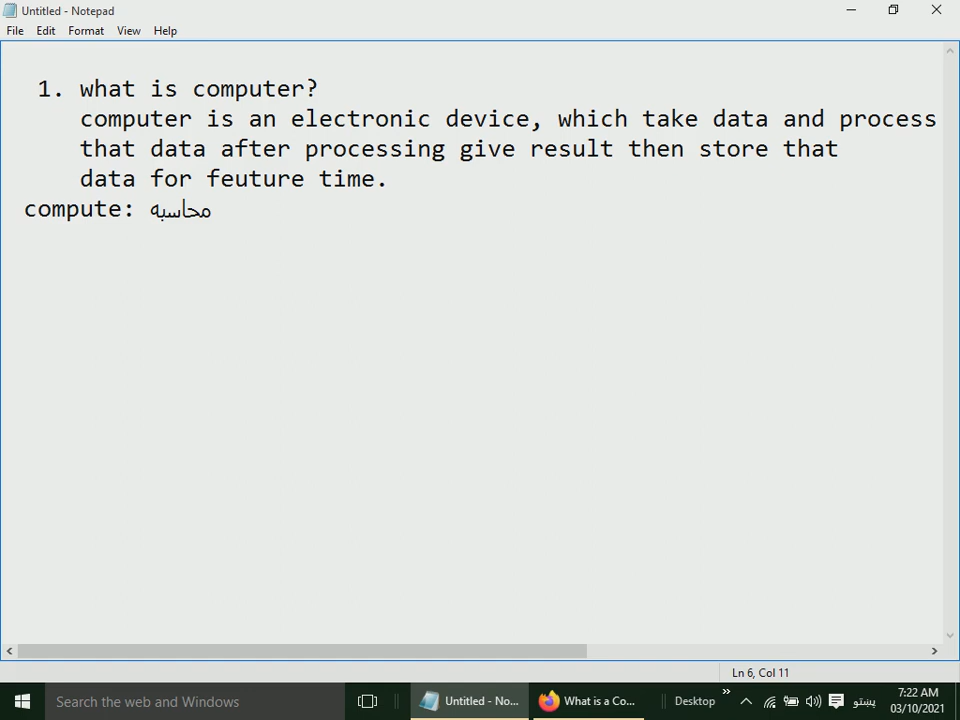 Untitled - Notepad
File Edit Format View Help
1. what is computer?
computer is an electronic device, which take data and process
that data after processing give result then store that
data for feuture time.
compute: محاسبه
Ln 6, Col 11
Search the web and Windows
Untitled - No...
What is a Co...
Desktop
»
پښتو
7:22 AM
03/10/2021